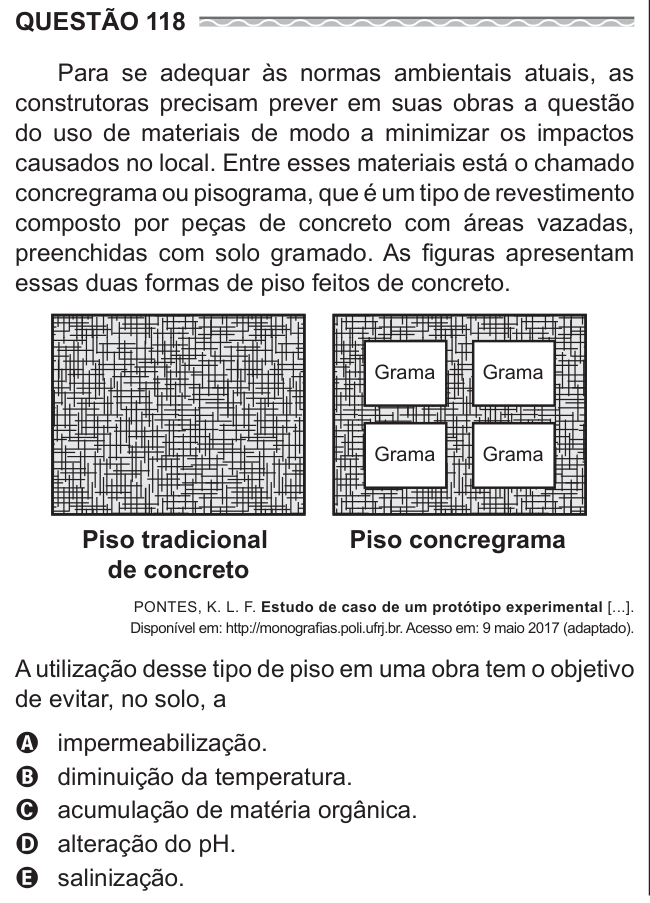 QUESTÃO 118
Para se adequar às normas ambientais atuais, as
construtoras precisam prever em suas obras a questão
do uso de materiais de modo a minimizar os impactos
causados no local. Entre esses materiais está o chamado
concregrama ou pisograma, que é um tipo de revestimento
composto por peças de concreto com áreas vazadas,
preenchidas com solo gramado. As figuras apresentam
essas duas formas de piso feitos de concreto.
Grama Grama
Grama Grama
Piso tradicional
de concreto
Piso concregrama
PONTES, K. L. F. Estudo de caso de um protótipo experimental [...].
Disponível em: http://monografias.poli.ufrj.br. Acesso em: 9 maio 2017 (adaptado).
A utilização desse tipo de piso em uma obra tem o objetivo
de evitar, no solo, a
A impermeabilização.
B diminuição da temperatura.
C acumulação de matéria orgânica.
D alteração do pH.
E salinização.